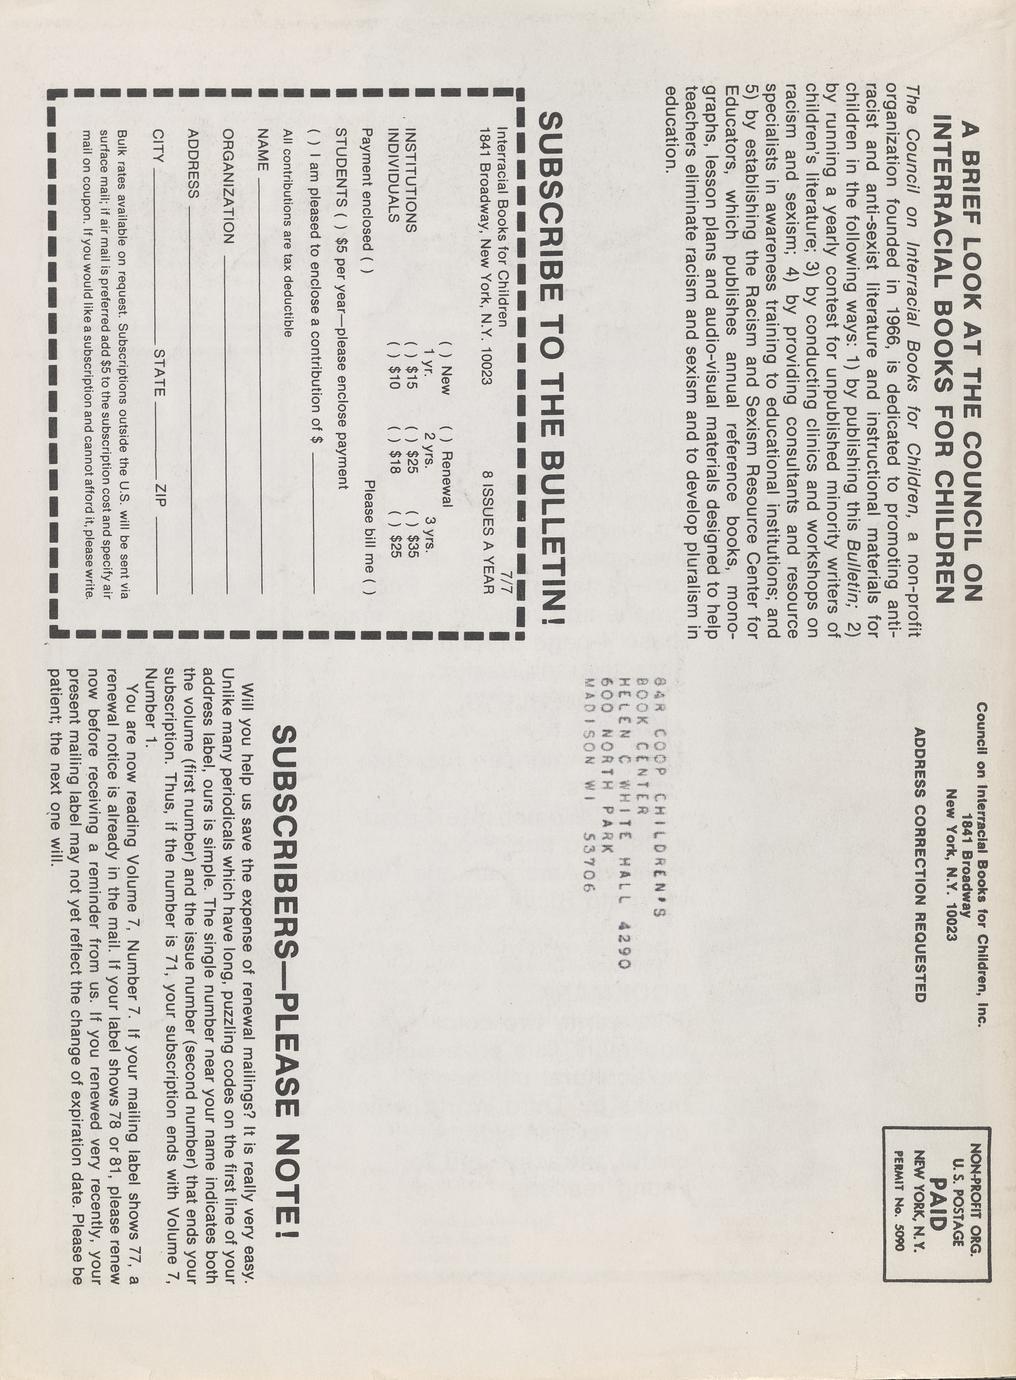 A BRIEF LOOK AT THE COUNCIL ON
INTERRACIAL BOOKS FOR CHILDREN
The Council on Interracial Books for Children, a non-profit
organization founded in 1966, is dedicated to promoting anti-
racist and anti-sexist literature and instructional materials for
children in the following ways: 1) by publishing this Bulletin; 2)
by running a yearly contest for unpublished minority writers of
children's literature; 3) by conducting clinics and workshops on
racism and sexism; 4) by providing consultants and resource
specialists in awareness training to educational institutions; and
5) by establishing the Racism and Sexism Resource Center for
Educators, which publishes annual reference books, mono-
graphs, lesson plans and audio-visual materials designed to help
teachers eliminate racism and sexism and to develop pluralism in
education.
SUBSCRIBE TO THE BULLETIN!
7/7
Interracial Books for Children
1841 Broadway, New York, N.Y. 10023 8 ISSUES A YEAR
( ) New ( ) Renewal
1 yr. 2 yrs. 3 yrs.
INSTITUTIONS ( ) $15 ( ) $25 ( ) $35
INDIVIDUALS ( ) $10 ( ) $18 ( ) $25
Payment enclosed ( ) Please bill me ( )
STUDENTS ( ) $5 per year—please enclose payment
( ) I am pleased to enclose a contribution of $
All contributions are tax deductible
NAME
ORGANIZATION
ADDRESS
CITY STATE ZIP
Bulk rates available on request. Subscriptions outside the U.S. will be sent via
surface mail; if air mail is preferred add $5 to the subscription cost and specify air
mail on coupon. If you would like a subscription and cannot afford it, please write.
Council on Interracial Books for Children, Inc.
1841 Broadway
New York, N.Y. 10023
ADDRESS CORRECTION REQUESTED
NON-PROFIT ORG.
U.S. POSTAGE
PAID
NEW YORK, N.Y.
PERMIT No. 5090
84R COOP CHILDREN'S
BOOK CENTER
HELEN C WHITE HALL 4290
600 NORTH PARK
MADISON WI 53706
SUBSCRIBERS—PLEASE NOTE!
Will you help us save the expense of renewal mailings? It is really very easy.
Unlike many periodicals which have long, puzzling codes on the first line of your
address label, ours is simple. The single number near your name indicates both
the volume (first number) and the issue number (second number) that ends your
subscription. Thus, if the number is 71, your subscription ends with Volume 7,
Number 1.
You are now reading Volume 7, Number 7. If your mailing label shows 77, a
renewal notice is already in the mail. If your label shows 78 or 81, please renew
now before receiving a reminder from us. If you renewed very recently, your
present mailing label may not yet reflect the change of expiration date. Please be
patient; the next one will.